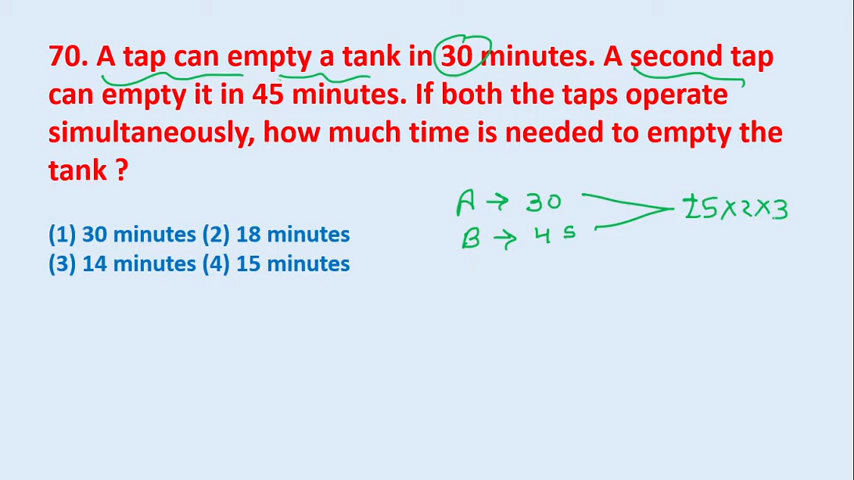 70. A tap can empty a tank in 30 minutes. A second tap
can empty it in 45 minutes. If both the taps operate
simultaneously, how much time is needed to empty the
tank ?
A → 30
15×2×3
B → 45
(1) 30 minutes (2) 18 minutes
(3) 14 minutes (4) 15 minutes